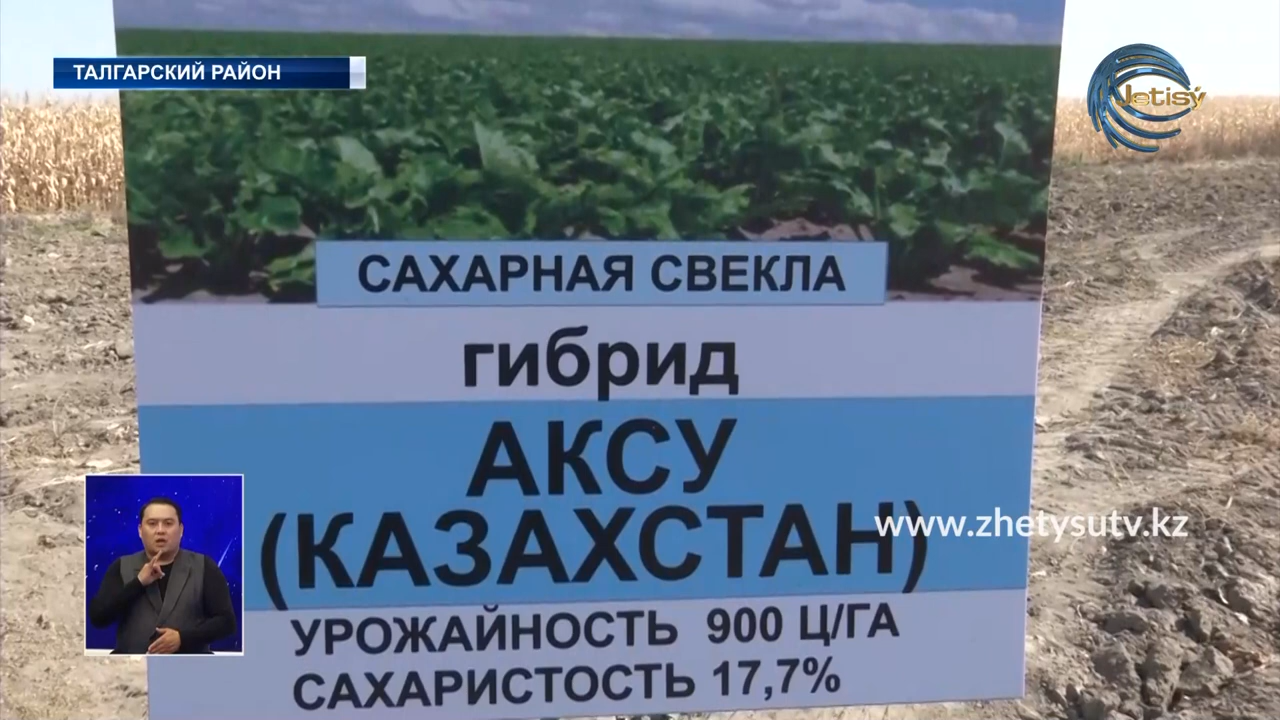 ТАЛГАРСКИЙ РАЙОН
Jetisý
САХАРНАЯ СВЕКЛА
гибрид
АКСУ
(КАЗАХСТАН)
www.zhetysutv.kz
УРОЖАЙНОСТЬ 900 Ц/ГА
САХАРИСТОСТЬ 17,7%